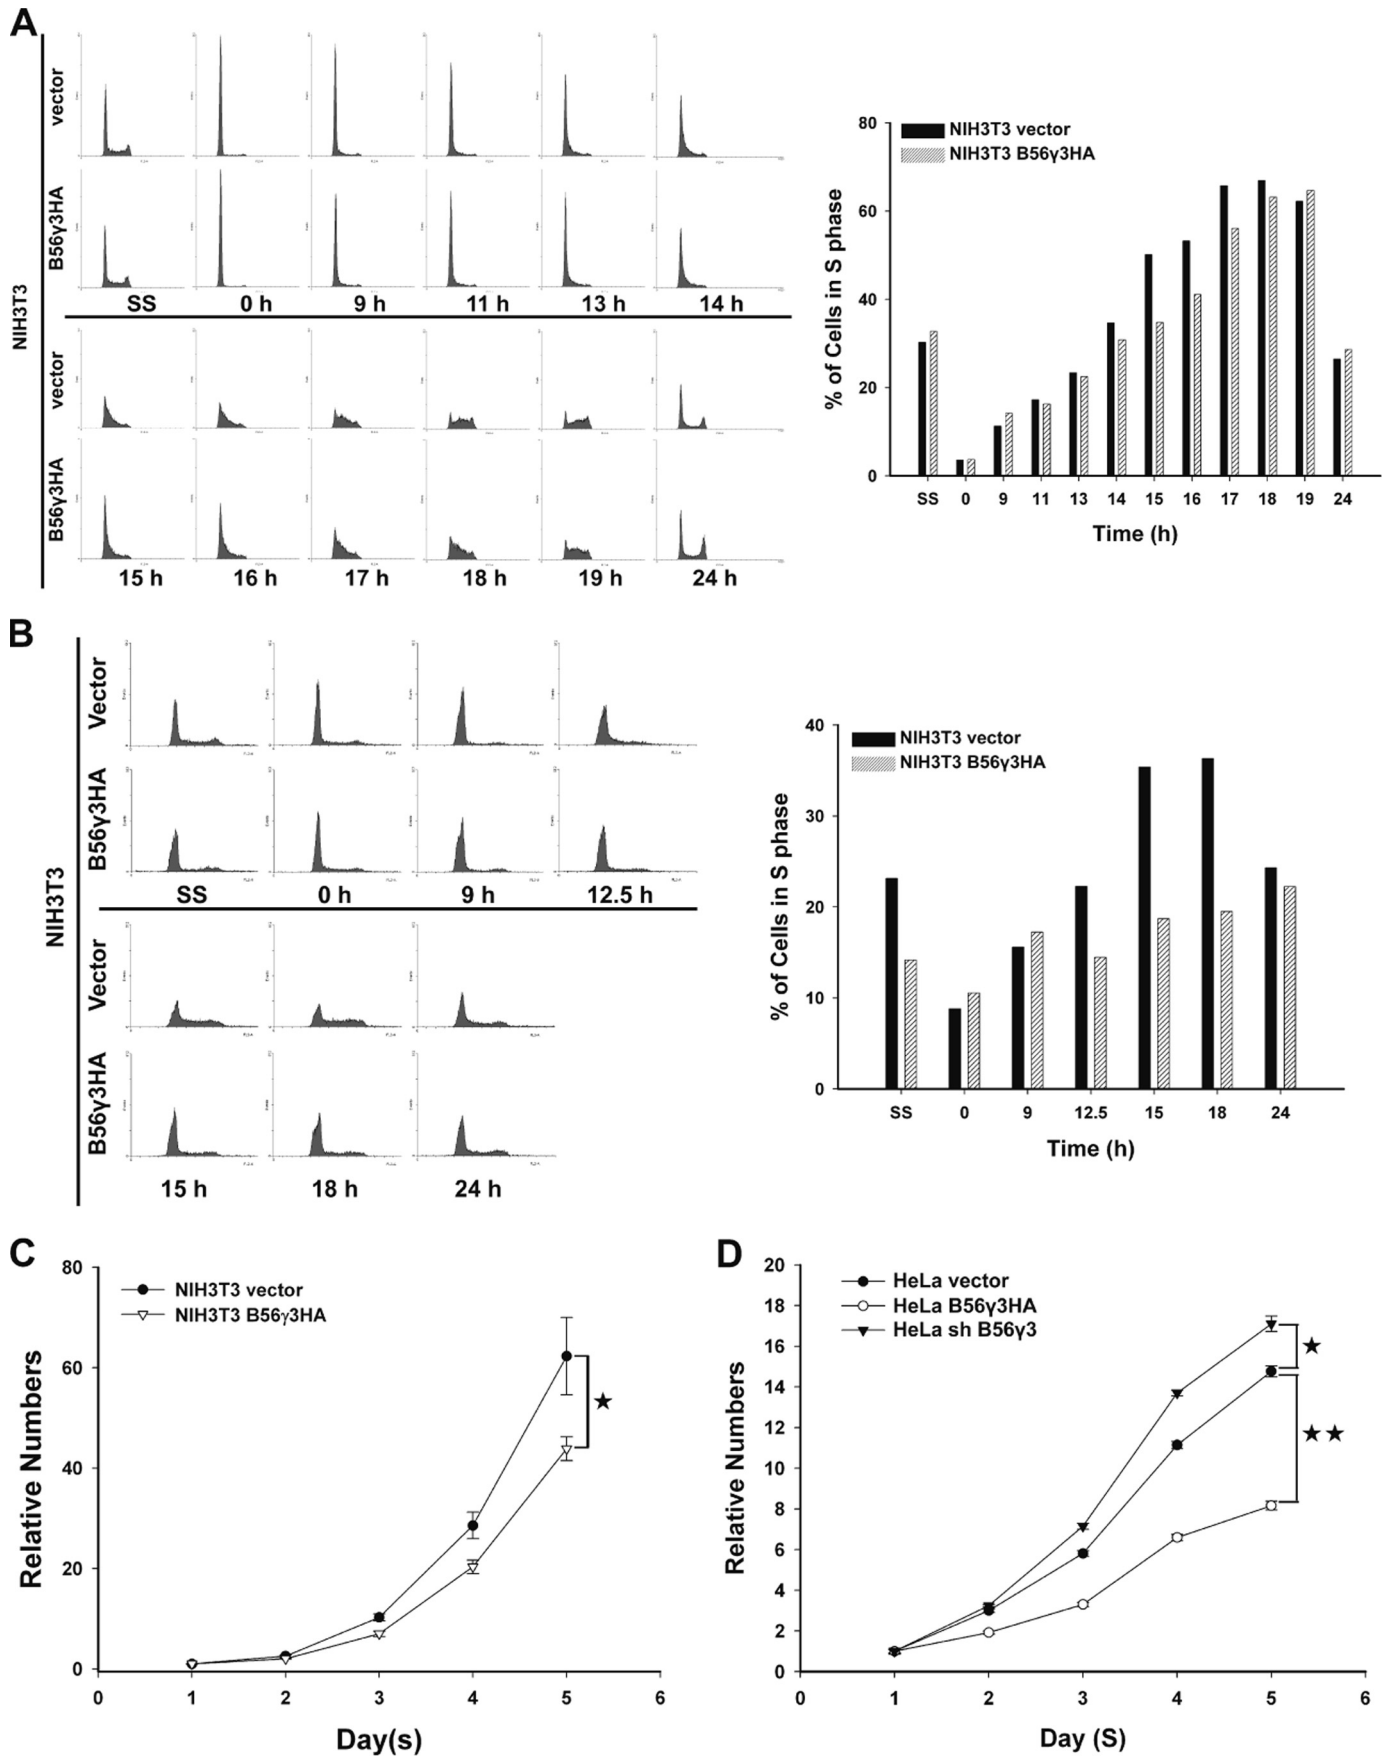 A
NIH3T3
vector
B56γ3HA
SS
0 h
9 h
11 h
13 h
14 h
vector
B56γ3HA
15 h
16 h
17 h
18 h
19 h
24 h
% of Cells in S phase
80
60
40
20
0
NIH3T3 vector
NIH3T3 B56γ3HA
SS 0 9 11 13 14 15 16 17 18 19 24
Time (h)
B
NIH3T3
Vector
B56γ3HA
SS
0 h
9 h
12.5 h
Vector
B56γ3HA
15 h
18 h
24 h
% of Cells in S phase
40
30
20
10
0
NIH3T3 vector
NIH3T3 B56γ3HA
SS 0 9 12.5 15 18 24
Time (h)
C
Relative Numbers
80
60
40
20
0
NIH3T3 vector
NIH3T3 B56γ3HA
0 1 2 3 4 5 6
Day(s)
D
Relative Numbers
20
18
16
14
12
10
8
6
4
2
0
HeLa vector
HeLa B56γ3HA
HeLa sh B56γ3
0 1 2 3 4 5 6
Day (S)